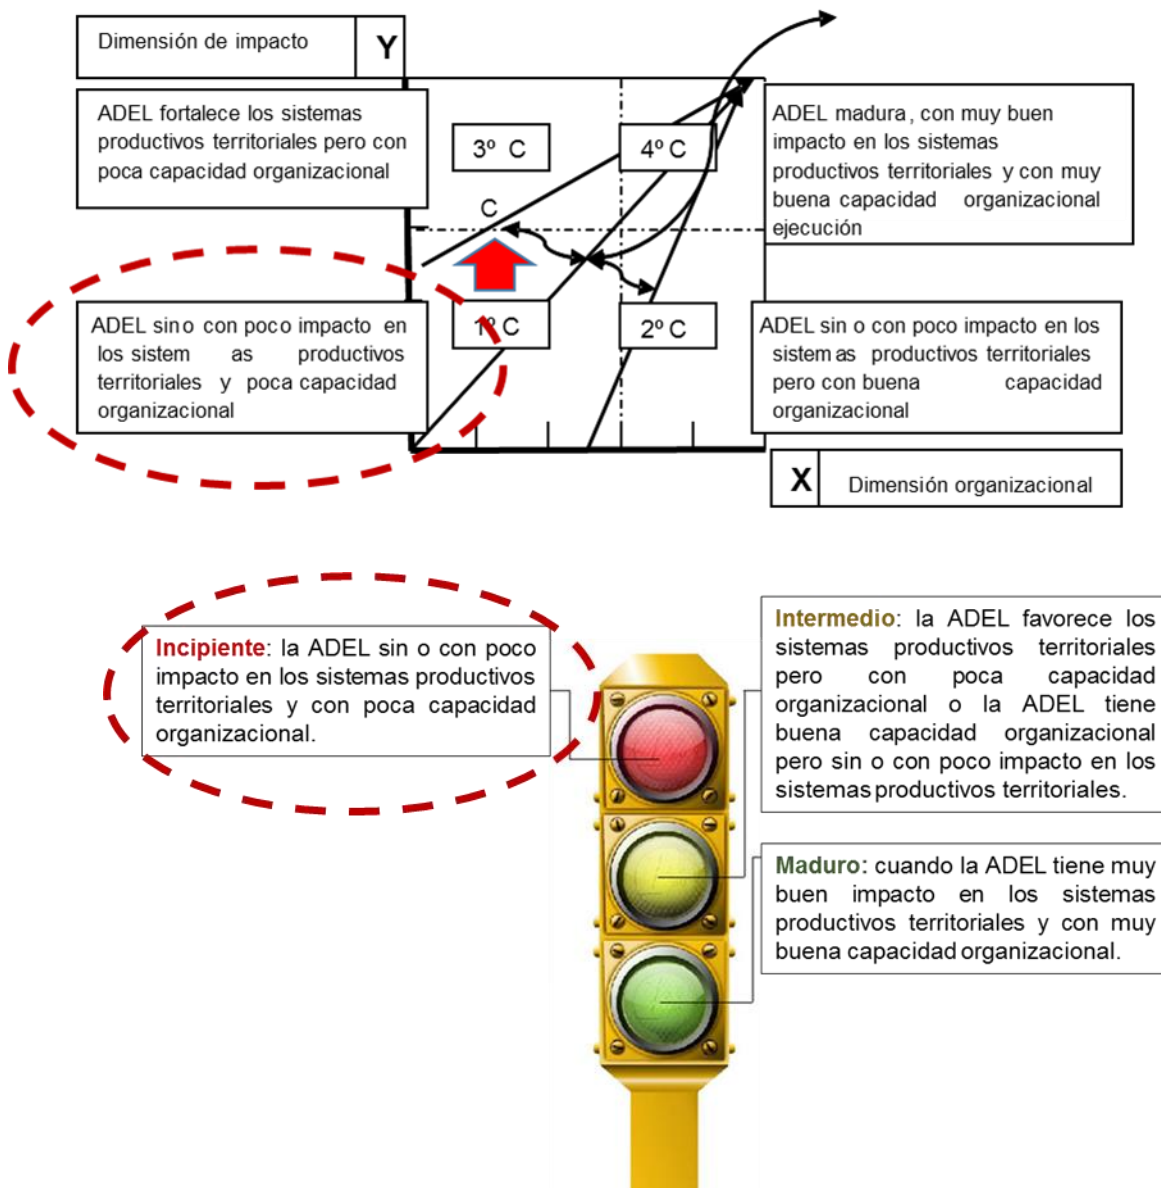 Dimensión de impacto
Y
ADEL fortalece los sistemas
productivos territoriales pero con
poca capacidad organizacional
3º C
4º C
ADEL madura, con muy buen
impacto en los sistemas
productivos territoriales y con muy
buena capacidad organizacional
ejecución
C
ADEL sino con poco impacto en
los sistem as productivos
territoriales y poca capacidad
organizacional
1º C
2º C
ADEL sin o con poco impacto en los
sistemas productivos territoriales
pero con buena capacidad
organizacional
X
Dimensión organizacional
Incipiente: la ADEL sin o con poco
impacto en los sistemas productivos
territoriales y con poca capacidad
organizacional.
Intermedio: la ADEL favorece los
sistemas productivos territoriales
pero con poca capacidad
organizacional o la ADEL tiene
buena capacidad organizacional
pero sin o con poco impacto en los
sistemas productivos territoriales.
Maduro: cuando la ADEL tiene muy
buen impacto en los sistemas
productivos territoriales y con muy
buena capacidad organizacional.